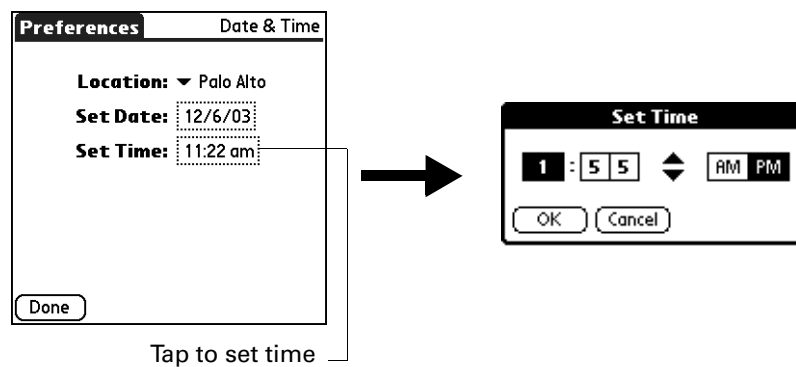 Preferences Date & Time
Location: Palo Alto
Set Date: 12/6/03
Set Time: 11:22 am
Done
Tap to set time
Set Time
1 : 5 5 AM PM
OK Cancel